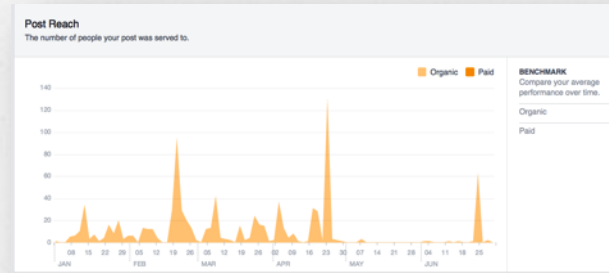 Post Reach
The number of people your post was served to.
Organic Paid
BENCHMARK
Compare your average
performance over time.
Organic
Paid
140
120
100
80
60
40
20
0
08 15 22 29 05 12 19 26 05 12 19 26 02 09 16 23 30 07 14 21 28 04 11 18 25
JAN FEB MAR APR MAY JUN